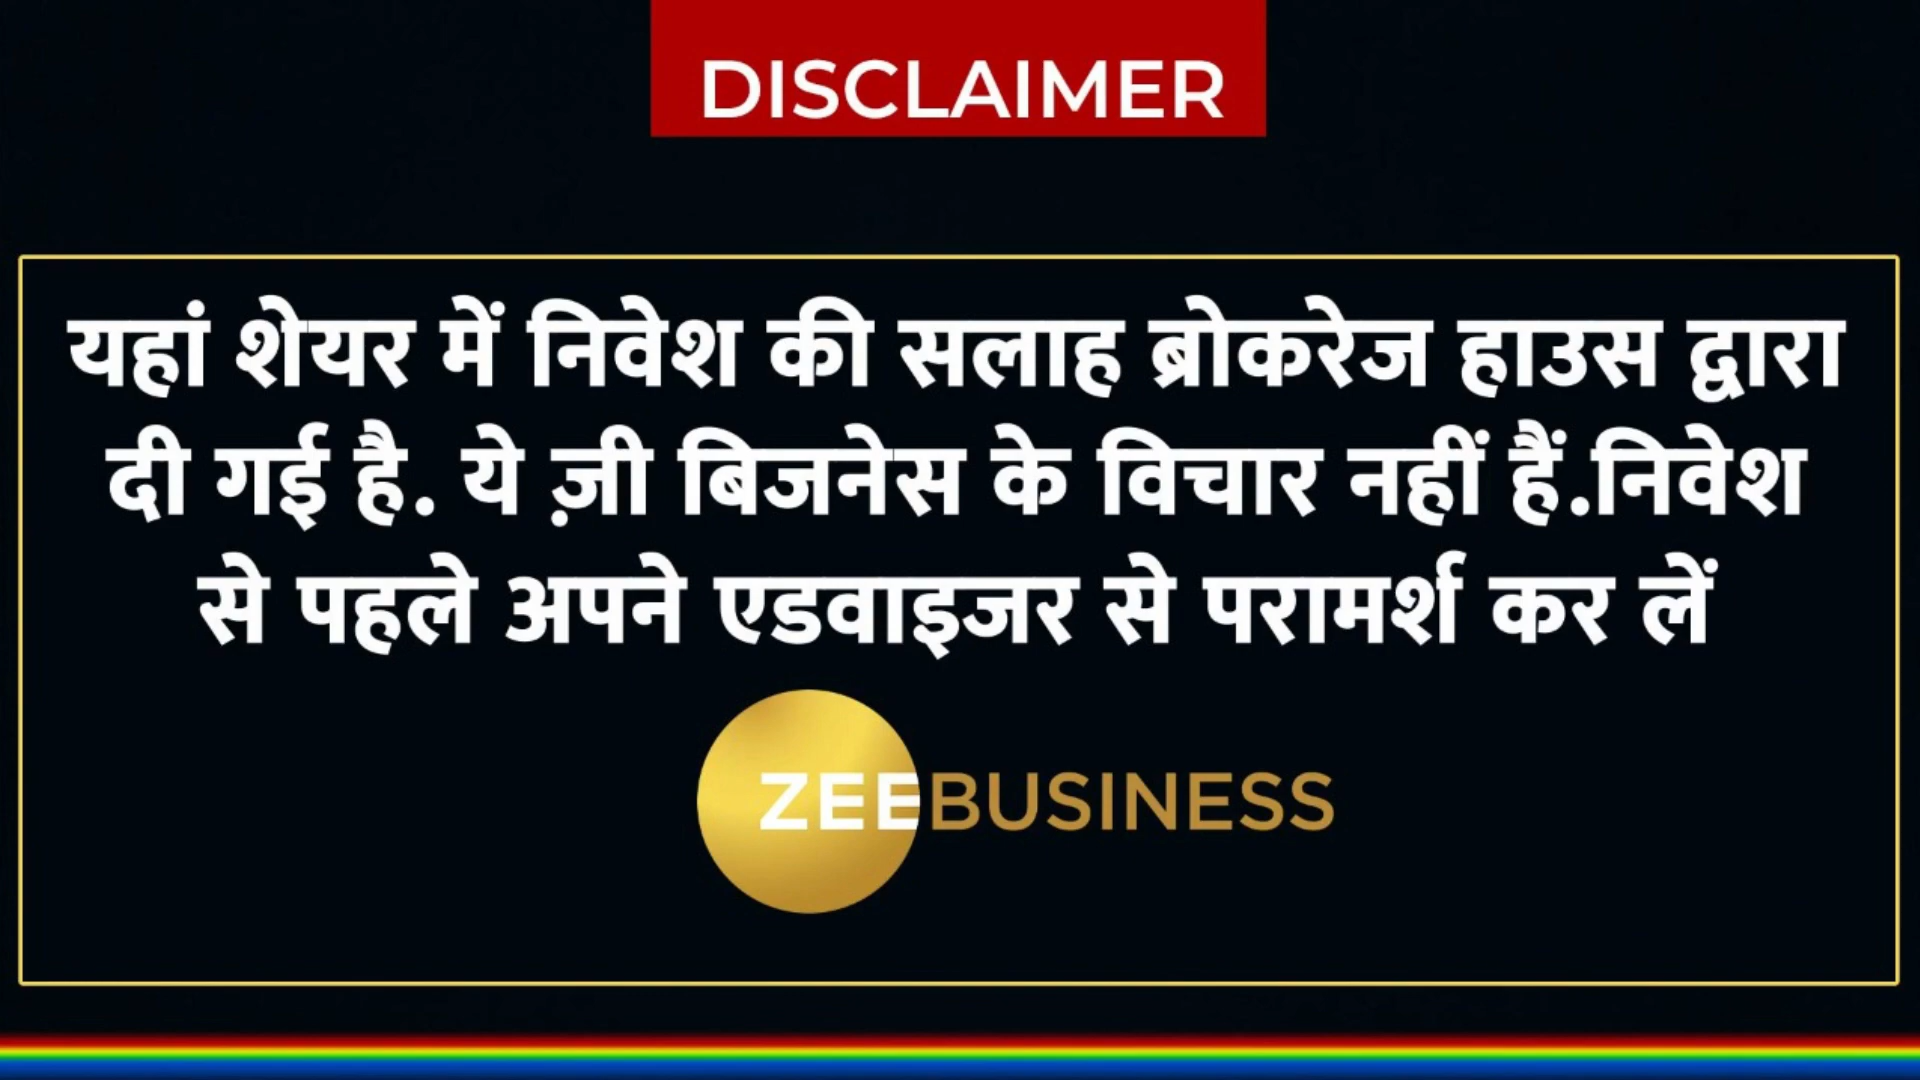 DISCLAIMER
यहां शेयर में निवेश की सलाह ब्रोकरेज हाउस द्वारा
दी गई है. ये ज़ी बिजनेस के विचार नहीं हैं.निवेश
से पहले अपने एडवाइजर से परामर्श कर लें
ZEEBUSINESS